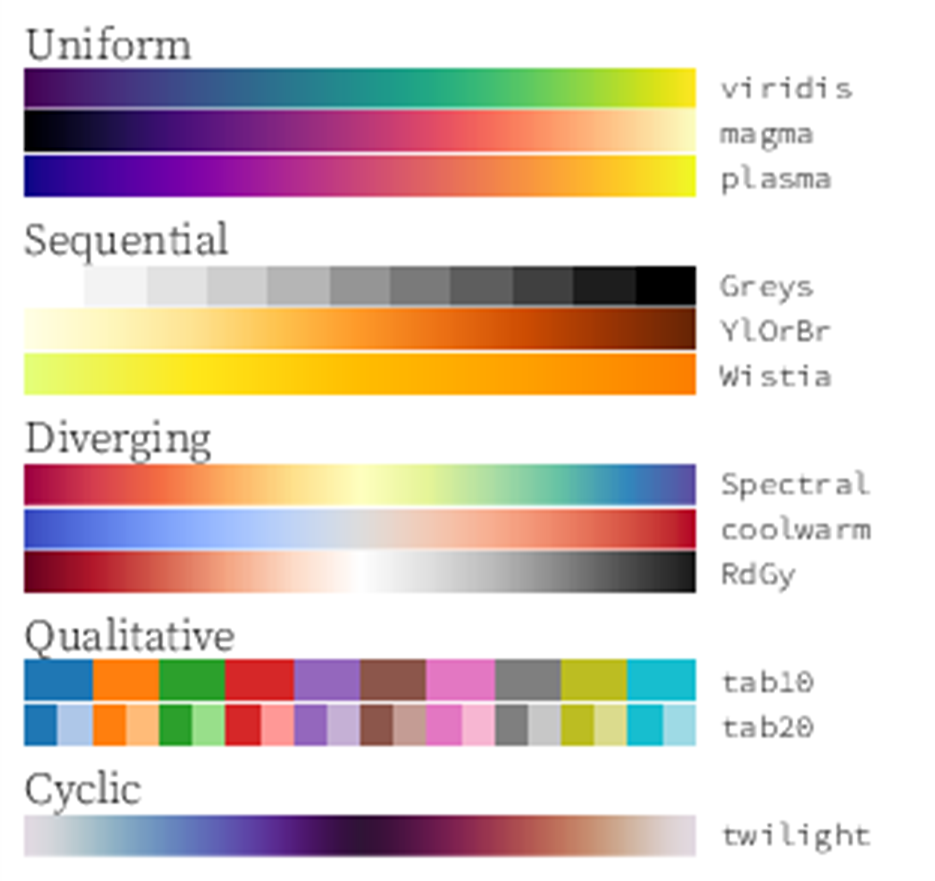 Uniform
viridis
magma
plasma
Sequential
Greys
YlOrBr
Wistia
Diverging
Spectral
coolwarm
RdGy
Qualitative
tab10
tab20
Cyclic
twilight